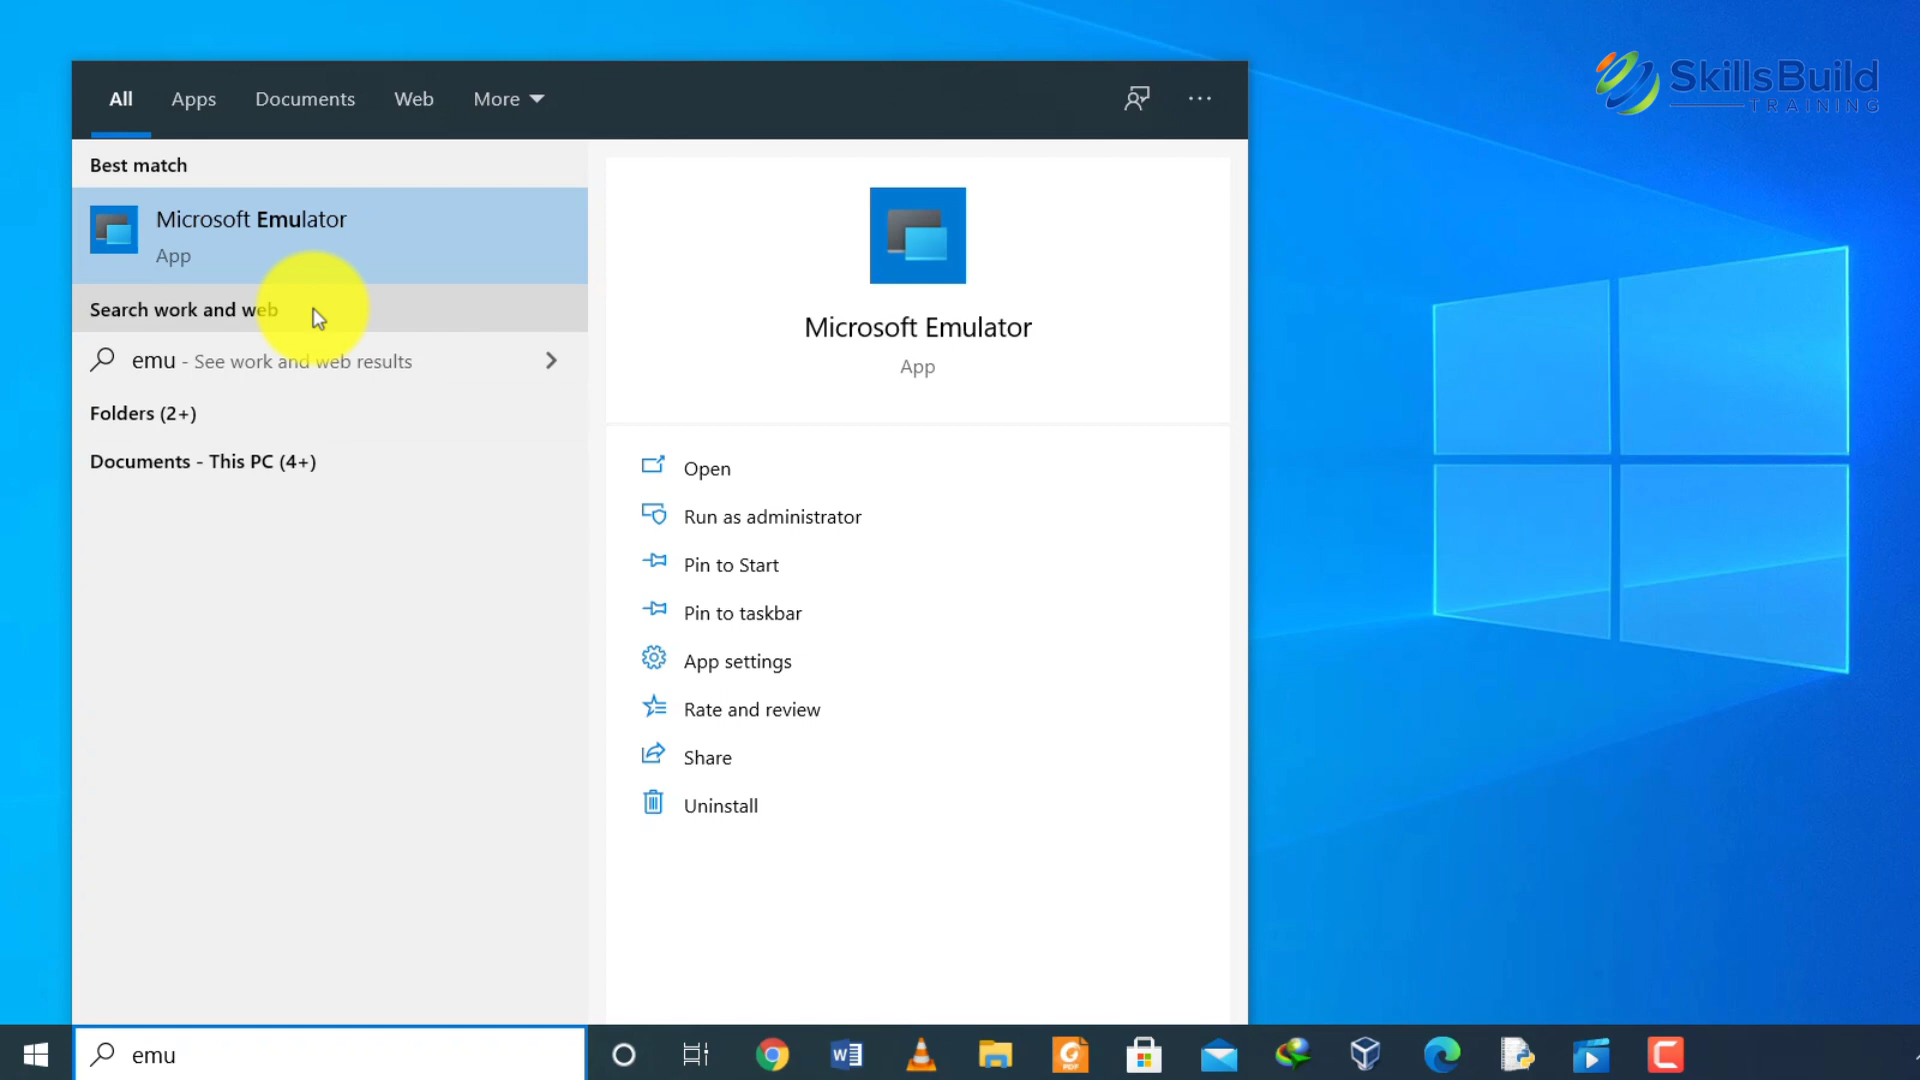 All Apps Documents Web More
SkillsBuild
TRAINING
Best match
Microsoft Emulator
App
Search work and web
emu - See work and web results
Folders (2+)
Documents - This PC (4+)
Microsoft Emulator
App
Open
Run as administrator
Pin to Start
Pin to taskbar
App settings
Rate and review
Share
Uninstall
emu
W
PDF